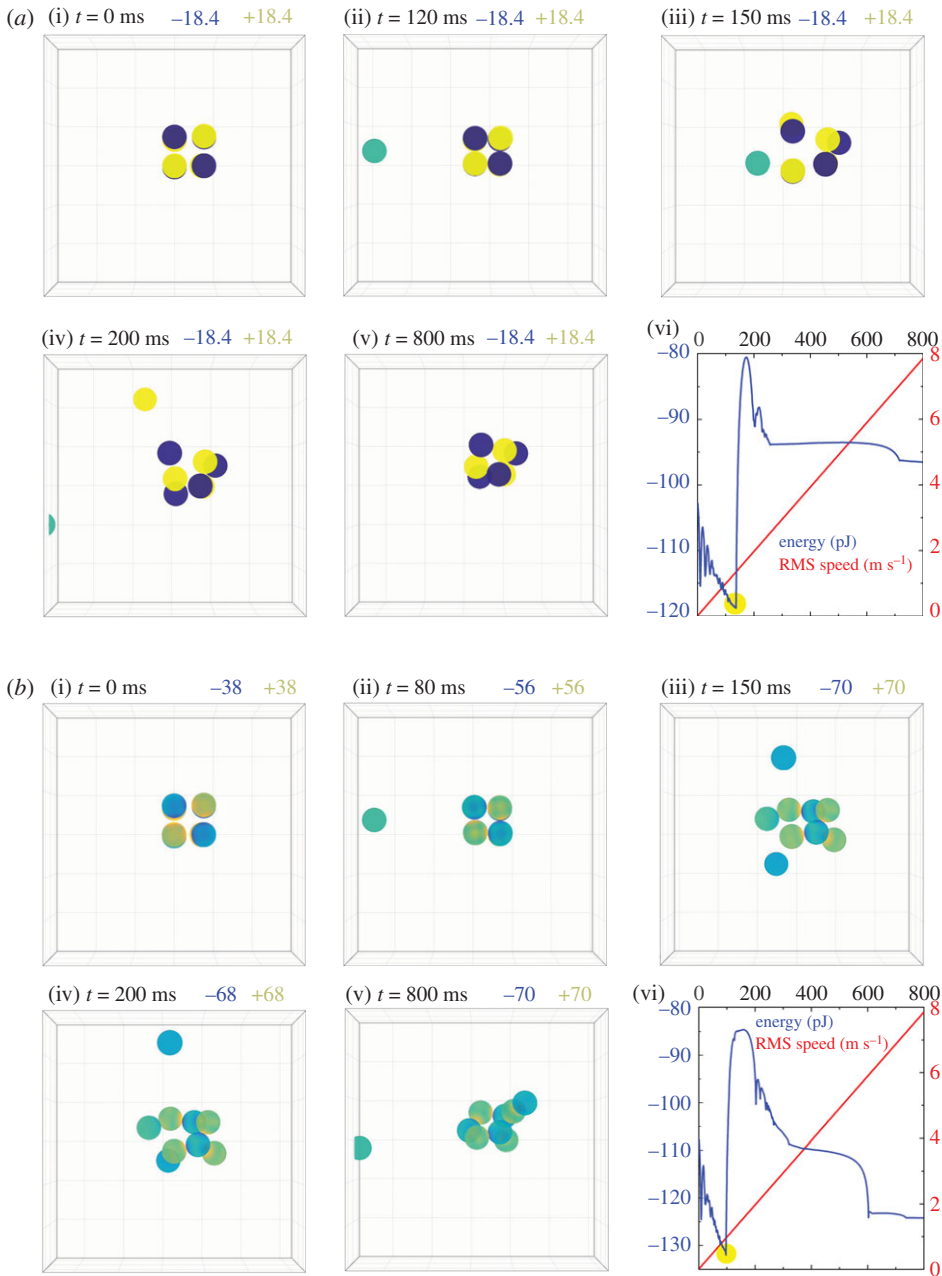 (a) (i) t = 0 ms −18.4 +18.4
(ii) t = 120 ms −18.4 +18.4
(iii) t = 150 ms −18.4 +18.4
(iv) t = 200 ms −18.4 +18.4
(v) t = 800 ms −18.4 +18.4
(vi)
0 200 400 600 800
−80
−90
−100
−110
−120
8
6
4
2
0
energy (pJ)
RMS speed (m s⁻¹)
(b) (i) t = 0 ms −38 +38
(ii) t = 80 ms −56 +56
(iii) t = 150 ms −70 +70
(iv) t = 200 ms −68 +68
(v) t = 800 ms −70 +70
(vi)
0 200 400 600 800
−80
−90
−100
−110
−120
−130
8
6
4
2
0
energy (pJ)
RMS speed (m s⁻¹)